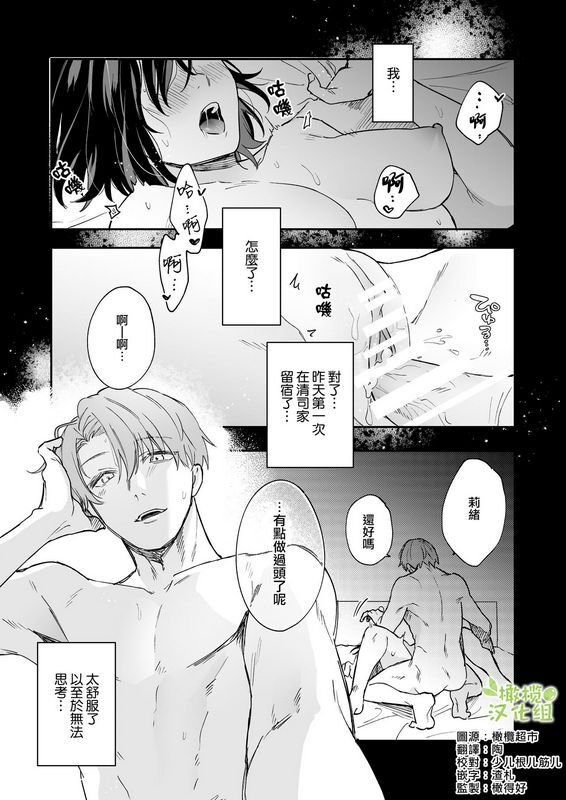 我…
…啊…
咕嘰
啊…
咕嘰
哈…啊
啊…
怎麼了…
咕嘰
ぴゅる…
啊—啊…
對了…
昨天第一次
在清司家
留宿了…
莉緒
還好嗎
…有點做過頭了呢
太舒服了
以至於無法
思考…
橄欖
汉化组
圖源：橄欖超市
翻譯：陶
校對：少儿根儿筋儿
嵌字：渣札
監製：橄得好